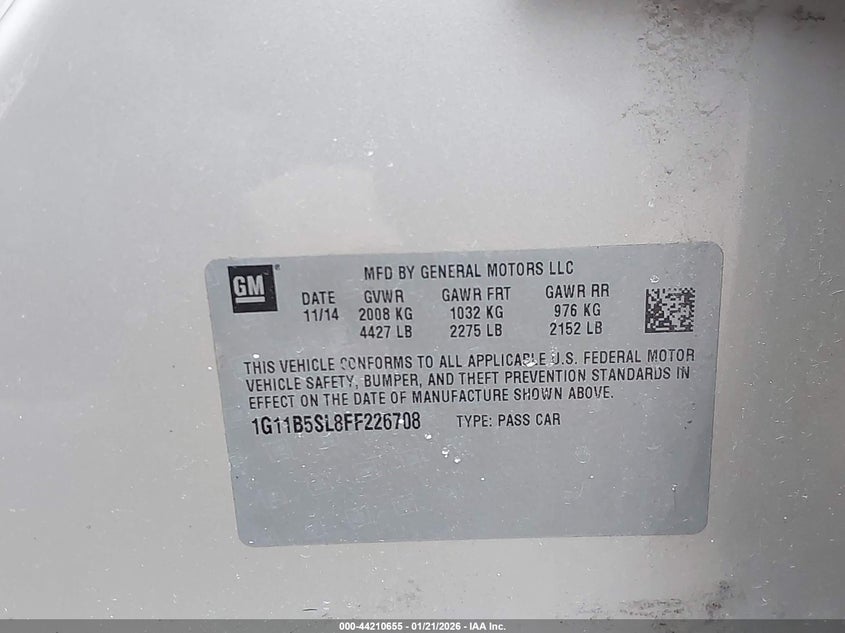 GM®
MFD BY GENERAL MOTORS LLC
DATE GVWR GAWR FRT GAWR RR
11/14 2008 KG 1032 KG 976 KG
4427 LB 2275 LB 2152 LB
THIS VEHICLE CONFORMS TO ALL APPLICABLE U.S. FEDERAL MOTOR
VEHICLE SAFETY, BUMPER, AND THEFT PREVENTION STANDARDS IN
EFFECT ON THE DATE OF MANUFACTURE SHOWN ABOVE.
1G11B5SL8FF226708 TYPE: PASS CAR
000-44210655 - 01/21/2026 - IAA Inc.